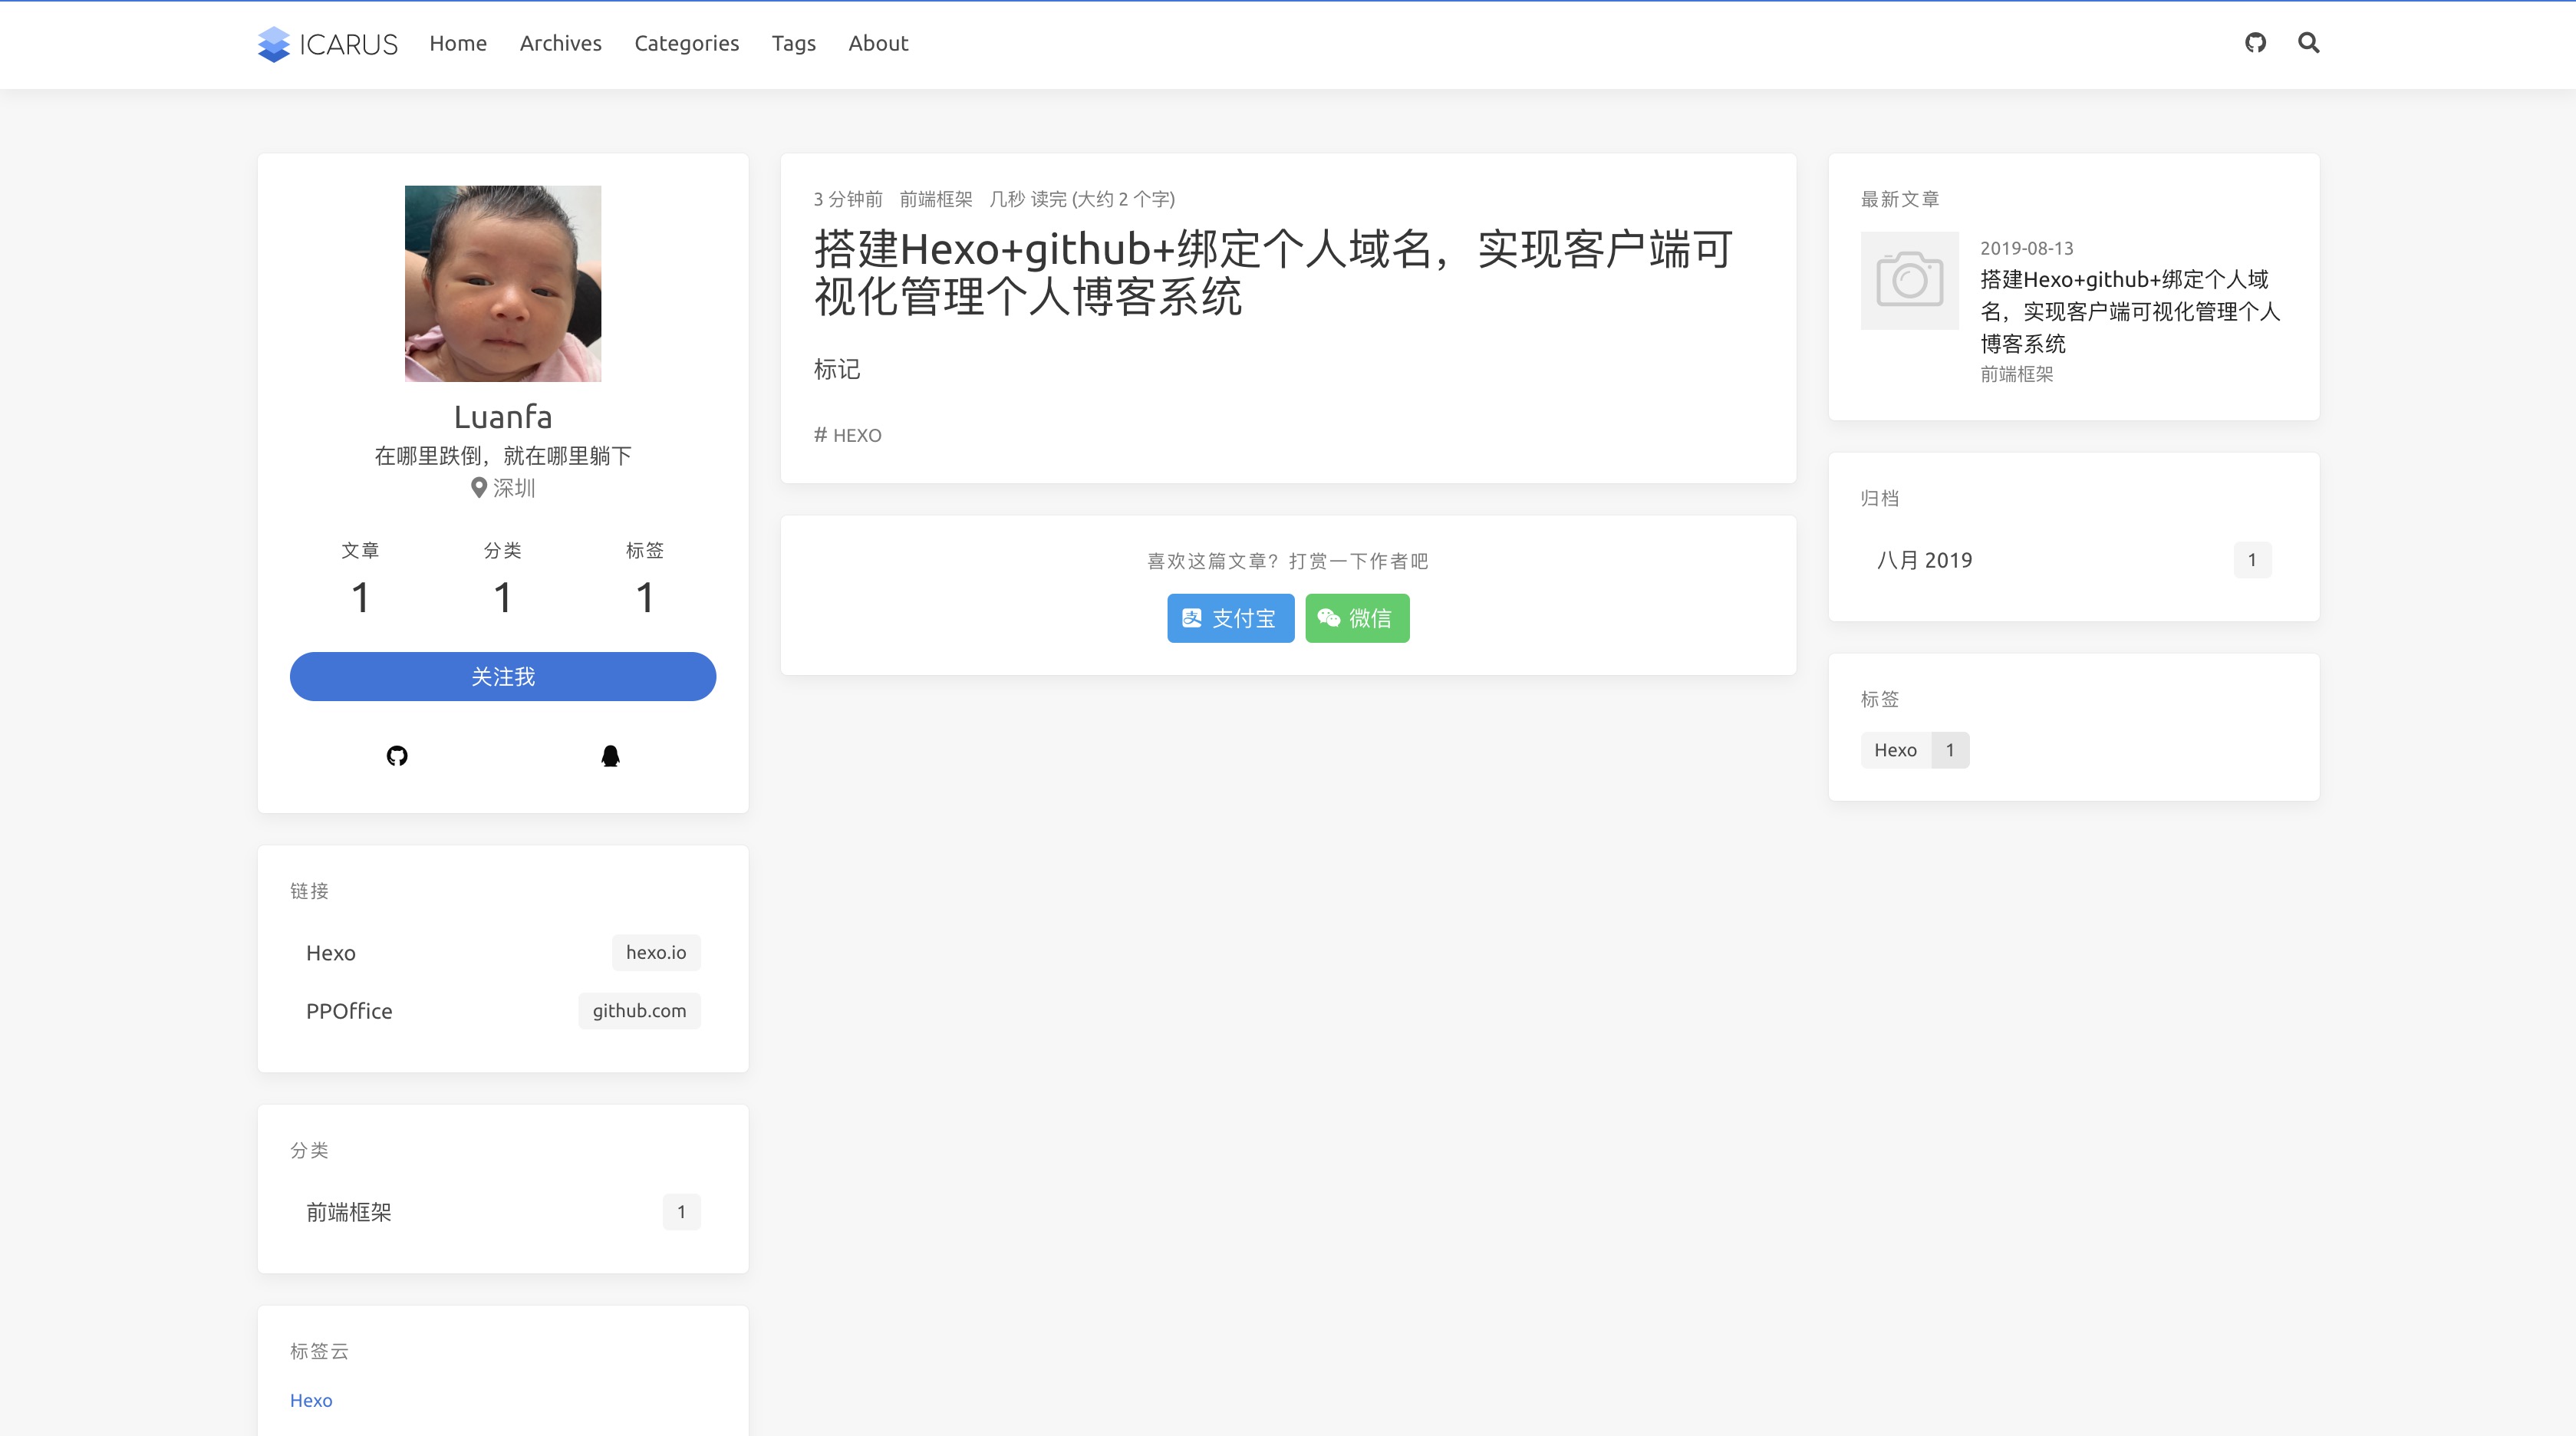 ICARUS Home Archives Categories Tags About
Luanfa
在哪里跌倒，就在哪里躺下
深圳
文章 分类 标签
1 1 1
关注我
链接
Hexo hexo.io
PPOffice github.com
分类
前端框架 1
标签云
Hexo
3 分钟前 前端框架 几秒 读完 (大约 2 个字)
搭建Hexo+github+绑定个人域名，实现客户端可
视化管理个人博客系统
标记
# HEXO
喜欢这篇文章？打赏一下作者吧
支 支付宝 微信
最新文章
2019-08-13
搭建Hexo+github+绑定个人域
名，实现客户端可视化管理个人
博客系统
前端框架
归档
八月 2019 1
标签
Hexo 1